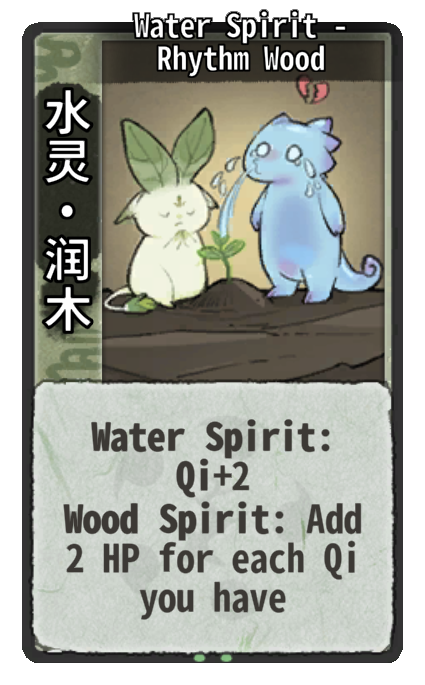 Water Spirit -
Rhythm Wood
水灵·润木
Water Spirit:
Qi+2
Wood Spirit: Add
2 HP for each Qi
you have